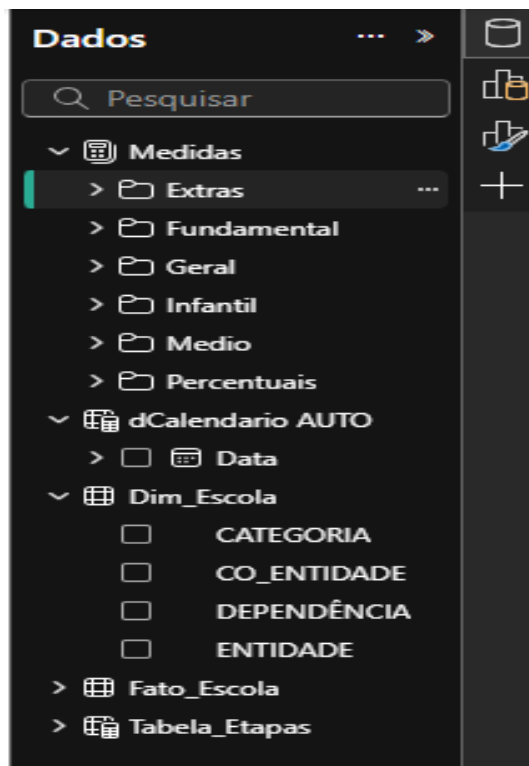 Dados
Pesquisar
Medidas
Extras
Fundamental
Geral
Infantil
Medio
Percentuais
dCalendario AUTO
Data
Dim_Escola
CATEGORIA
CO_ENTIDADE
DEPENDÊNCIA
ENTIDADE
Fato_Escola
Tabela_Etapas